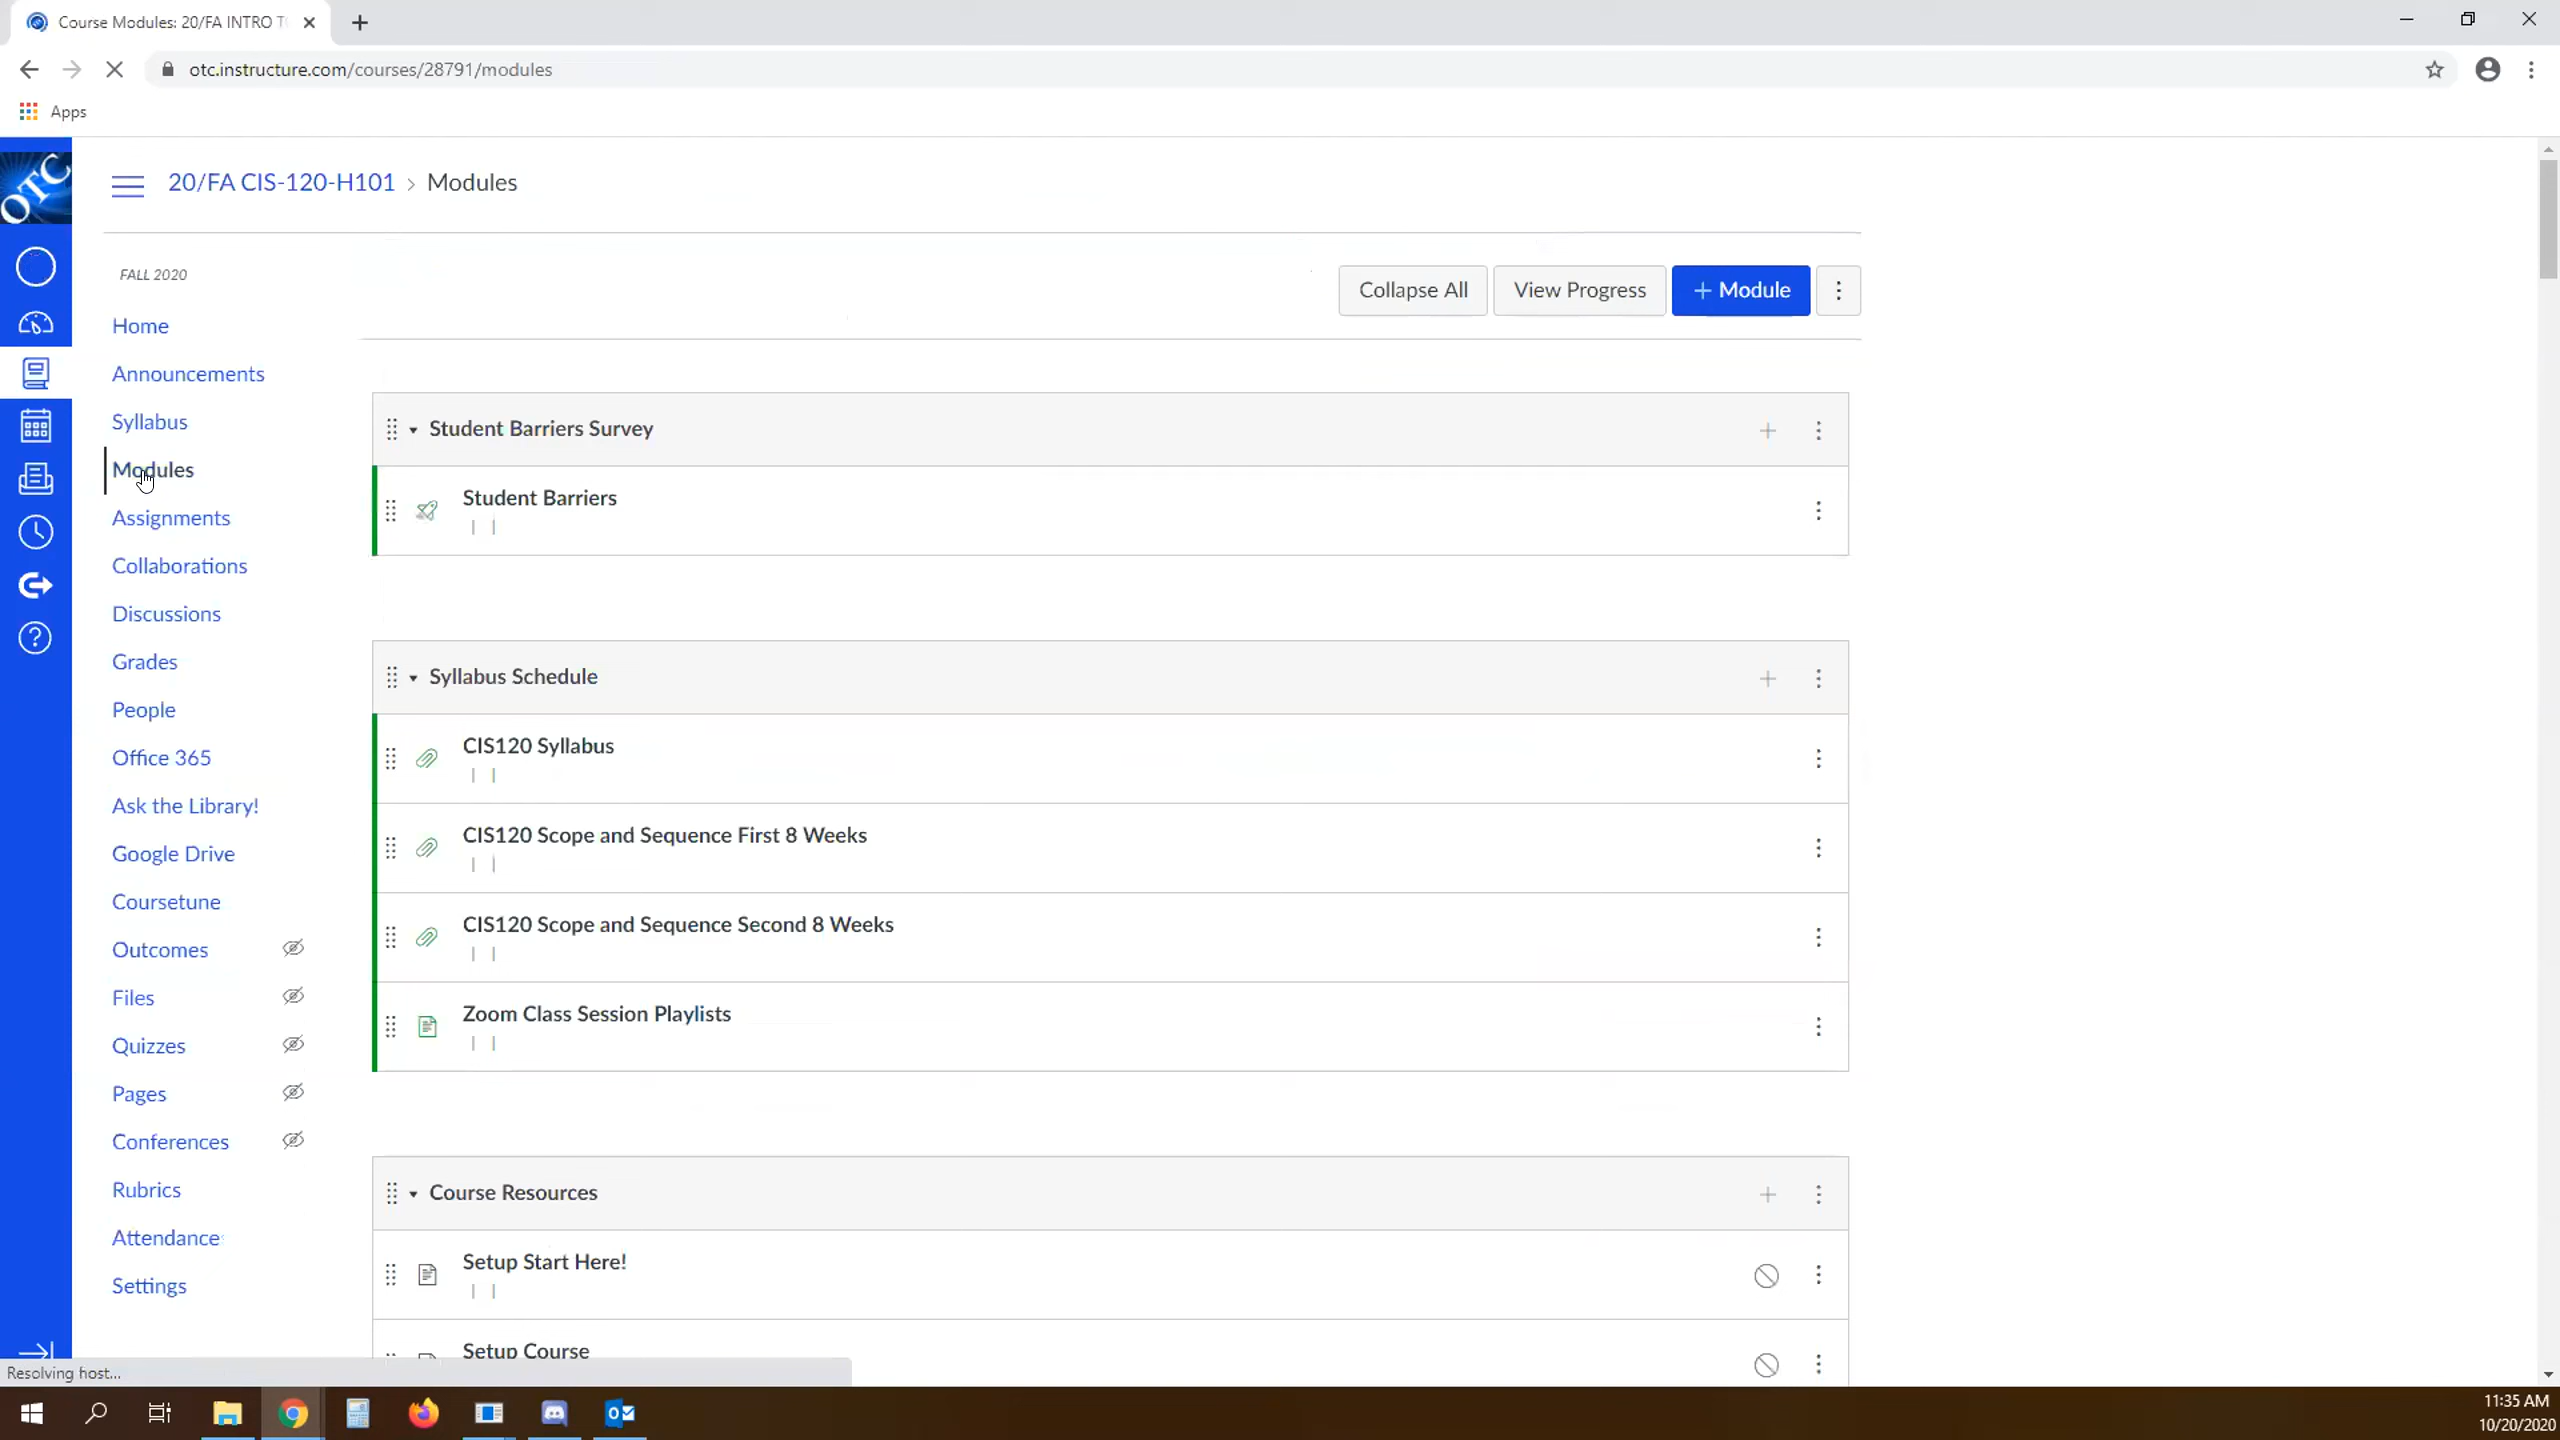 Course Modules: 20/FA INTRO T
otc.instructure.com/courses/28791/modules
Apps
OTC
20/FA CIS-120-H101 > Modules
FALL 2020
Collapse All
View Progress
+ Module
Home
Announcements
Syllabus
Modules
Assignments
Collaborations
Discussions
Grades
People
Office 365
Ask the Library!
Google Drive
Coursetune
Outcomes
Files
Quizzes
Pages
Conferences
Rubrics
Attendance
Settings
Student Barriers Survey
Student Barriers
Syllabus Schedule
CIS120 Syllabus
CIS120 Scope and Sequence First 8 Weeks
CIS120 Scope and Sequence Second 8 Weeks
Zoom Class Session Playlists
Course Resources
Setup Start Here!
Setup Course
Resolving host...
11:35 AM
10/20/2020